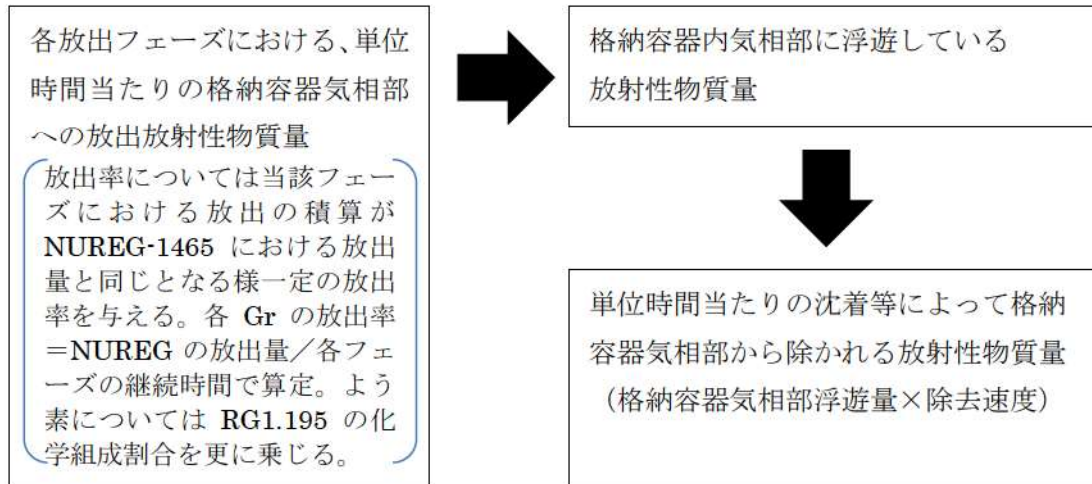 各放出フェーズにおける、単位
時間当たりの格納容器気相部
への放出放射性物質量
放出率については当該フェー
ズにおける放出の積算が
NUREG-1465 における放出
量と同じとなる様一定の放出
率を与える。各 Gr の放出率
＝NUREG の放出量／各フェ
ーズの継続時間で算定。よう
素については RG1.195 の化
学組成割合を更に乗じる。
格納容器内気相部に浮遊している
放射性物質量
単位時間当たりの沈着等によって格納
容器気相部から除かれる放射性物質量
（格納容器気相部浮遊量×除去速度）